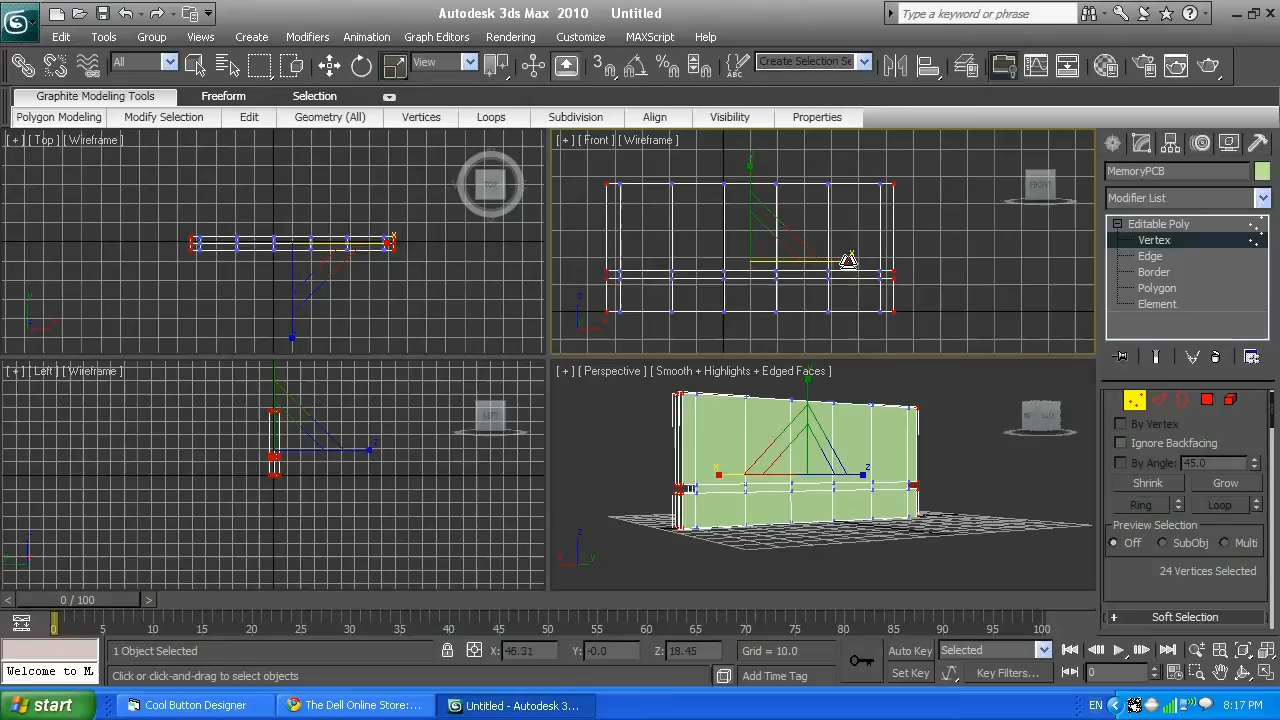 Autodesk 3ds Max 2010 Untitled
Type a keyword or phrase
Edit Tools Group Views Create Modifiers Animation Graph Editors Rendering Customize MAXScript Help
All View Create Selection Se
Graphite Modeling Tools Freeform Selection
Polygon Modeling Modify Selection Edit Geometry (All) Vertices Loops Subdivision Align Visibility Properties
[ + ] [ Top ] [ Wireframe ]
TOP
[ + ] [ Front ] [ Wireframe ]
FRONT
MemoryPCB
Modifier List
Editable Poly
Vertex
Edge
Border
Polygon
Element
[ + ] [ Left ] [ Wireframe ]
LEFT
[ + ] [ Perspective ] [ Smooth + Highlights + Edged Faces ]
By Vertex
Ignore Backfacing
By Angle: 45.0
Shrink Grow
Ring Loop
Preview Selection
Off SubObj Multi
24 Vertices Selected
Soft Selection
0 / 100
0 5 10 15 20 25 30 35 40 45 50 55 60 65 70 75 80 85 90 95 100
1 Object Selected X: 46.31 Y: -0.0 Z: 18.45 Grid = 10.0 Auto Key Selected
Welcome to M Click or click-and-drag to select objects Add Time Tag Set Key Key Filters... 0
start Cool Button Designer The Dell Online Store:... Untitled - Autodesk 3... EN 8:17 PM